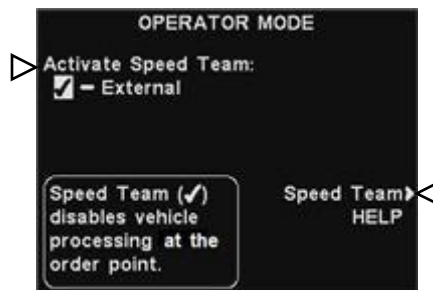 OPERATOR MODE
Activate Speed Team:
✓ – External
Speed Team (✓)
disables vehicle
processing at the
order point.
Speed Team
HELP